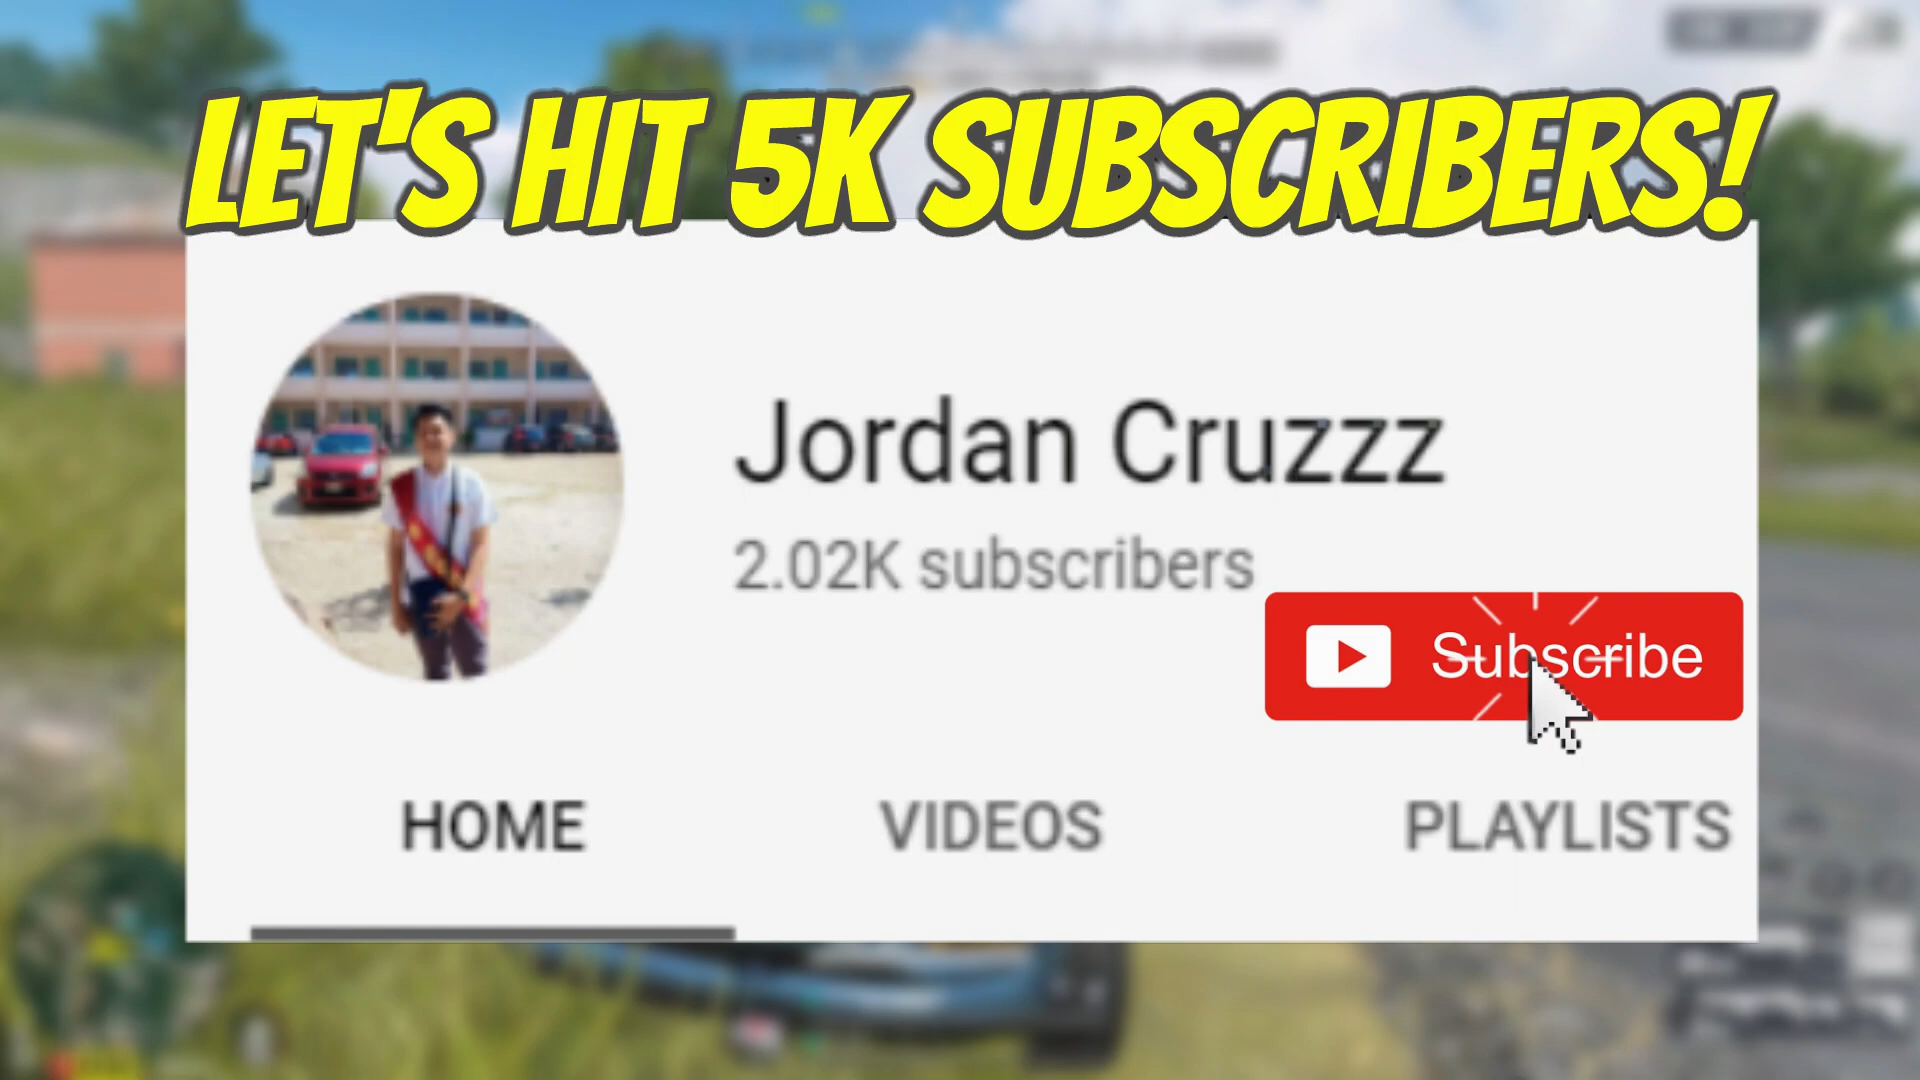 LET'S HIT 5K SUBSCRIBERS!
Jordan Cruzzz
2.02K subscribers
Subscribe
HOME VIDEOS PLAYLISTS